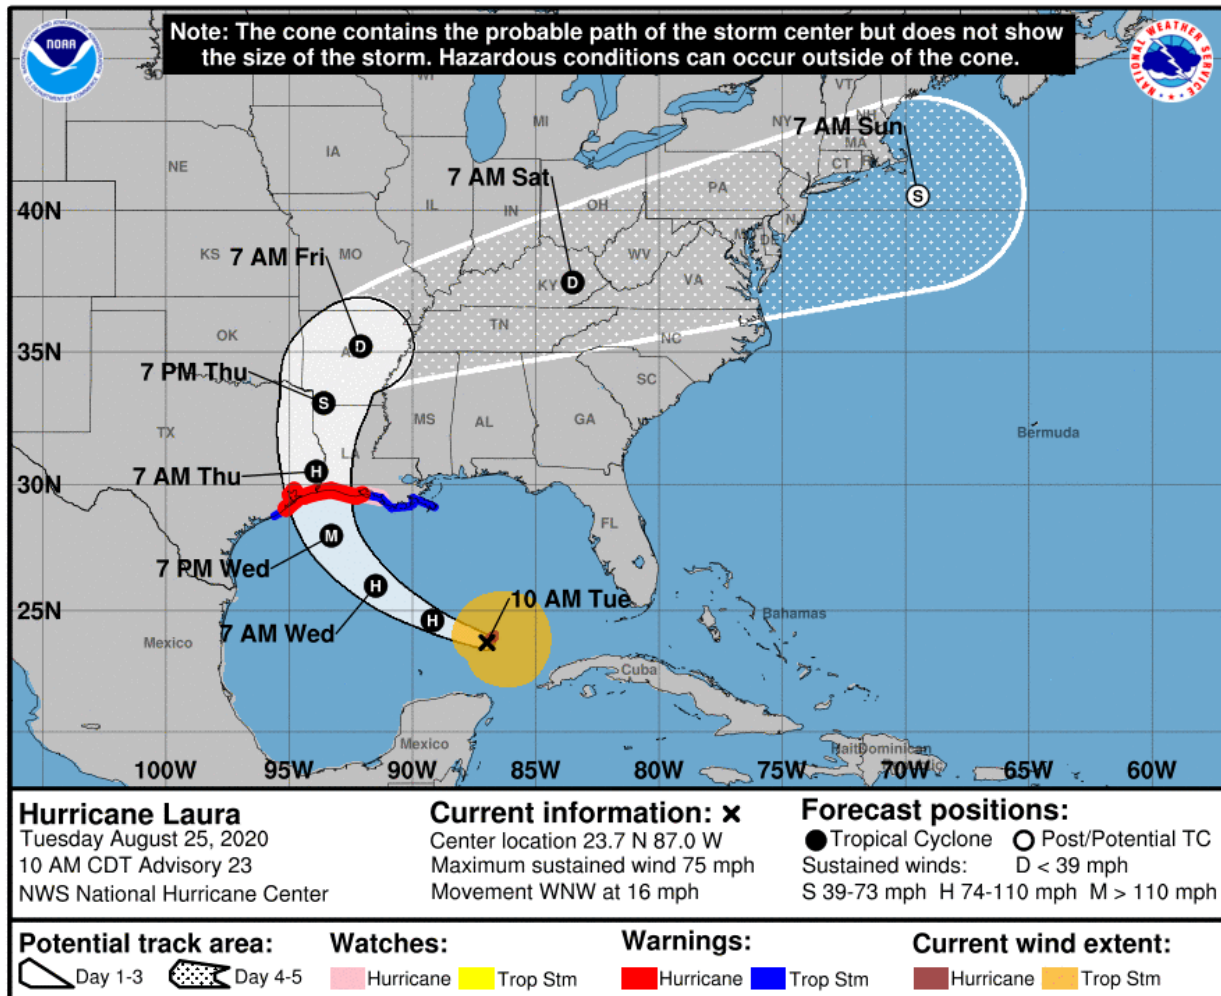 Note: The cone contains the probable path of the storm center but does not show
the size of the storm. Hazardous conditions can occur outside of the cone.
NOAA
NATIONAL WEATHER SERVICE
SD
WI
VT
NH
MI
NY
7 AM Sun
MA
CT
IA
NE
7 AM Sat
PA
S
40N
IL
IN
OH
N
DE
KS
MO
7 AM Fri
WV
KY
D
VA
TN
OK
NC
35N
D
SC
7 PM Thu
S
MS
AL
GA
TX
Bermuda
LA
7 AM Thu
H
30N
FL
M
7 PM Wed
H
10 AM Tue
25N
H
Bahamas
7 AM Wed
Mexico
Cuba
Mexico
Haiti
Dominican
100W
95W
90W
85W
80W
75W
70W
65W
60W
Hurricane Laura
Tuesday August 25, 2020
10 AM CDT Advisory 23
NWS National Hurricane Center
Current information: ×
Center location 23.7 N 87.0 W
Maximum sustained wind 75 mph
Movement WNW at 16 mph
Forecast positions:
Tropical Cyclone Post/Potential TC
Sustained winds: D < 39 mph
S 39-73 mph H 74-110 mph M > 110 mph
Potential track area:
Day 1-3 Day 4-5
Watches:
Hurricane Trop Stm
Warnings:
Hurricane Trop Stm
Current wind extent:
Hurricane Trop Stm